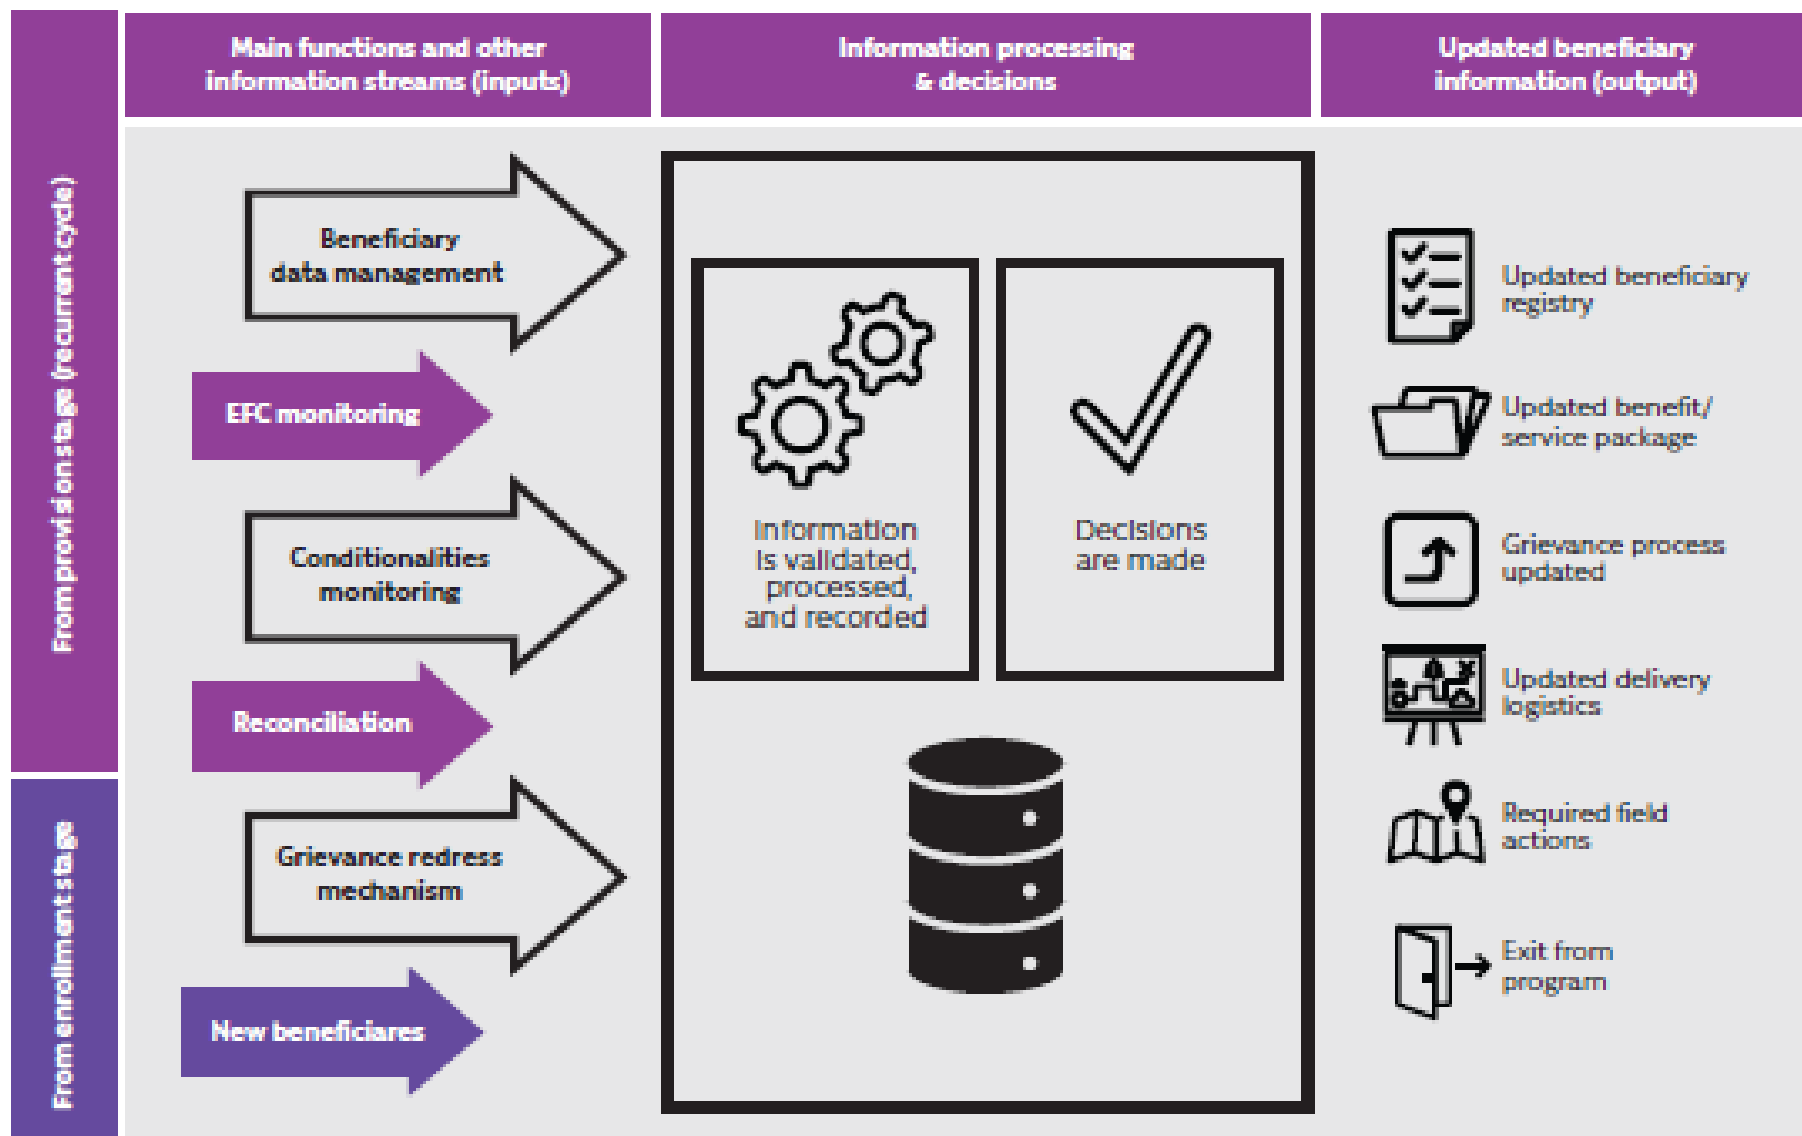 Main functions and other
information streams (inputs)
Information processing
& decisions
Updated beneficiary
information (output)
From provision stage (recurrent cycle)
From enrollment stage
Beneficiary
data management
EFC monitoring
Conditionalities
monitoring
Reconciliation
Grievance redress
mechanism
New beneficiares
Information
is validated,
processed,
and recorded
Decisions
are made
Updated beneficiary
registry
Updated benefit/
service package
Grievance process
updated
Updated delivery
logistics
Required field
actions
Exit from
program